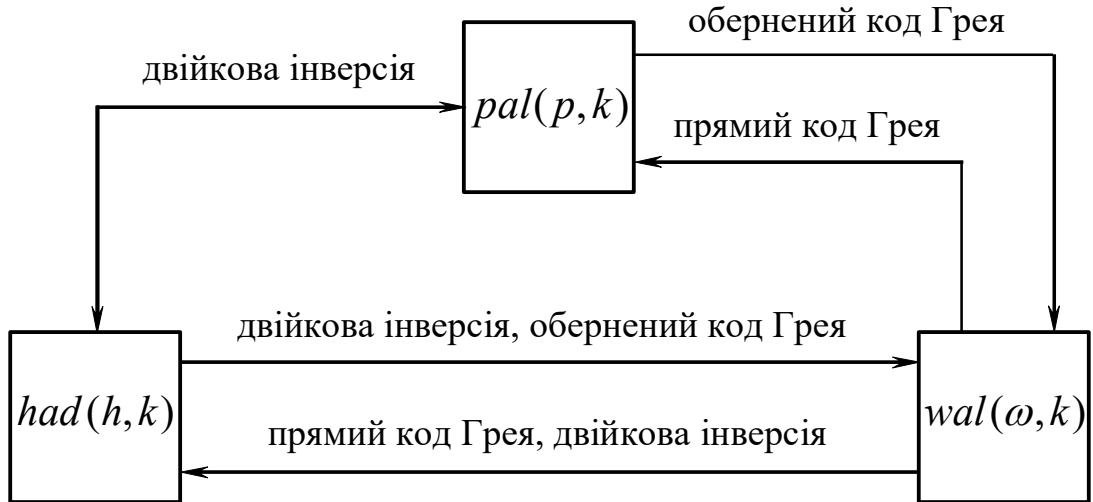 обернений код Грея
двійкова інверсія
pal(p,k)
прямий код Грея
двійкова інверсія, обернений код Грея
had(h,k)
wal(ω,k)
прямий код Грея, двійкова інверсія